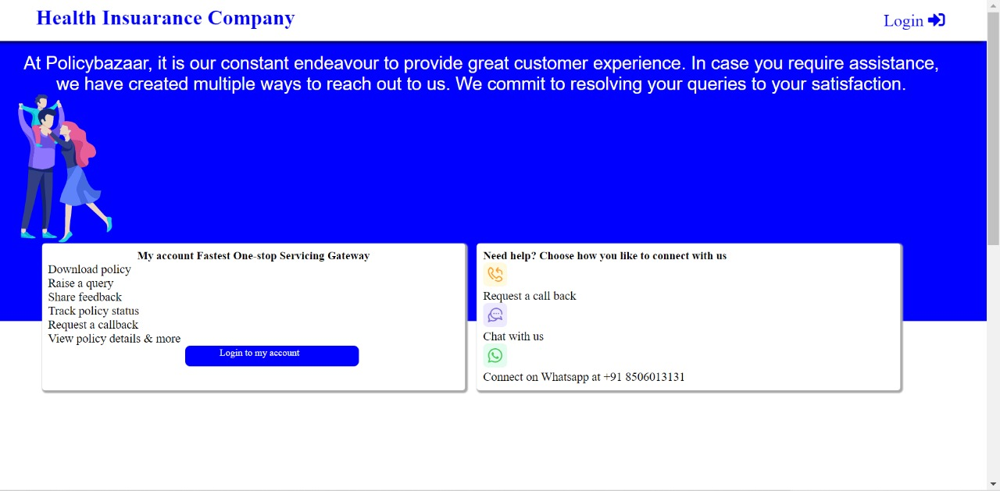 Health Insuarance Company
Login
At Policybazaar, it is our constant endeavour to provide great customer experience. In case you require assistance,
we have created multiple ways to reach out to us. We commit to resolving your queries to your satisfaction.
My account Fastest One-stop Servicing Gateway
Download policy
Raise a query
Share feedback
Track policy status
Request a callback
View policy details & more
Login to my account
Need help? Choose how you like to connect with us
Request a call back
Chat with us
Connect on Whatsapp at +91 8506013131